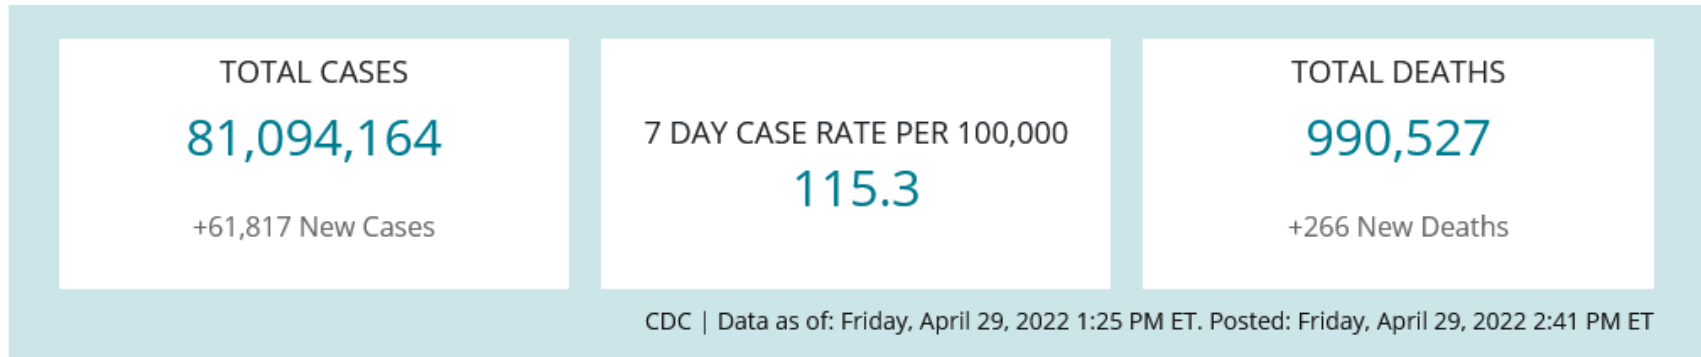 TOTAL CASES
81,094,164
+61,817 New Cases
7 DAY CASE RATE PER 100,000
115.3
TOTAL DEATHS
990,527
+266 New Deaths
CDC | Data as of: Friday, April 29, 2022 1:25 PM ET. Posted: Friday, April 29, 2022 2:41 PM ET